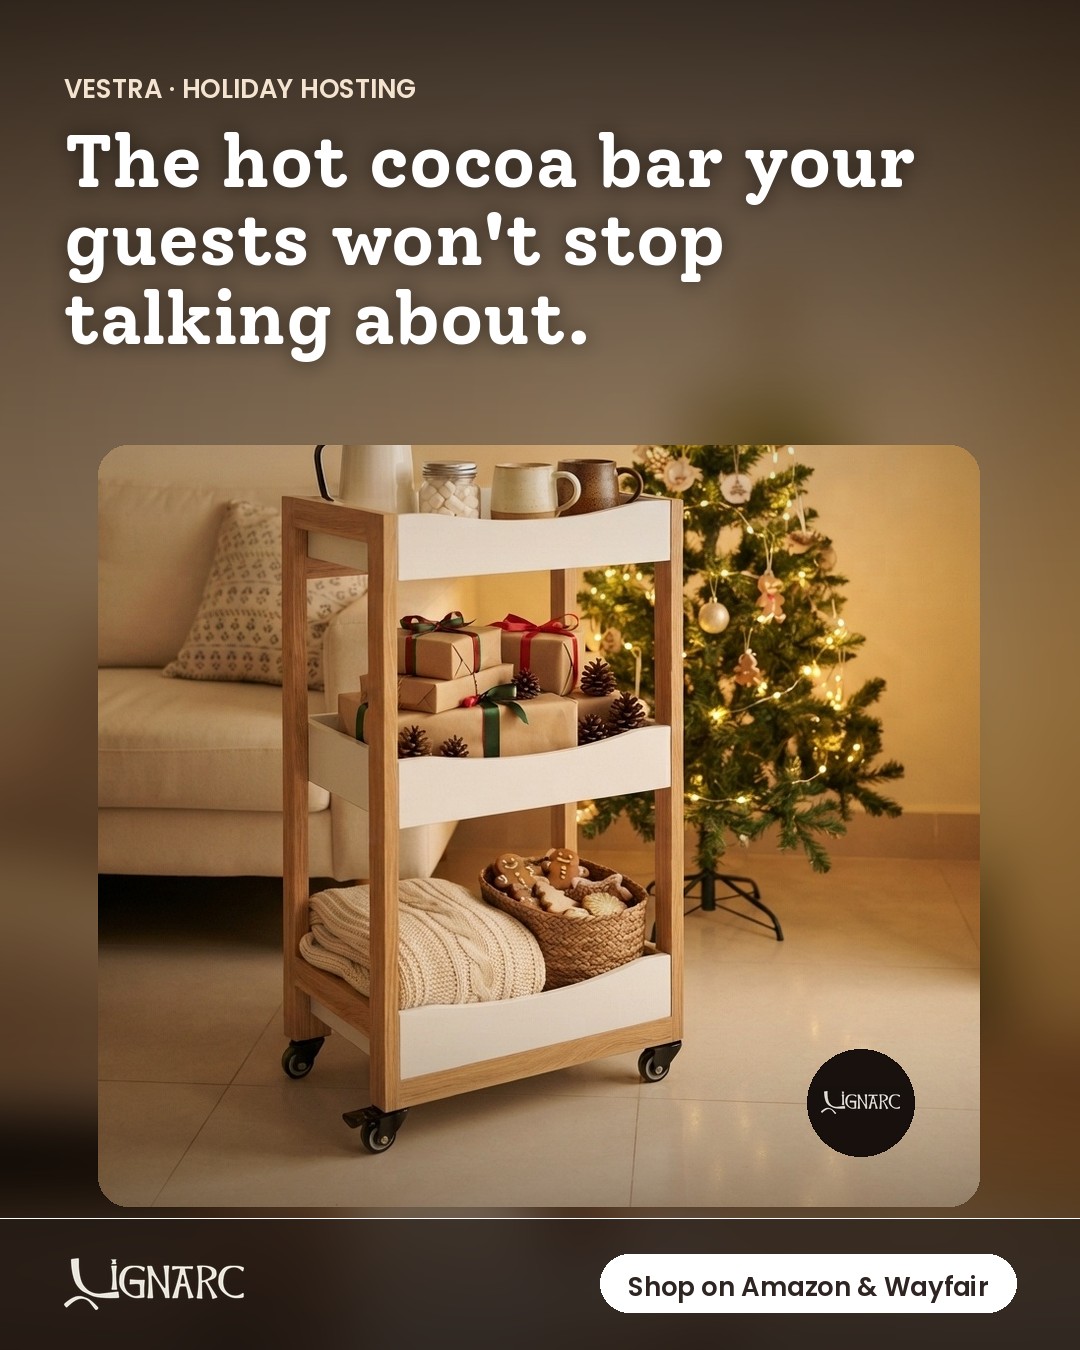 VESTRA · HOLIDAY HOSTING
The hot cocoa bar your
guests won't stop
talking about.
LIGNARC
LIGNARC
Shop on Amazon & Wayfair